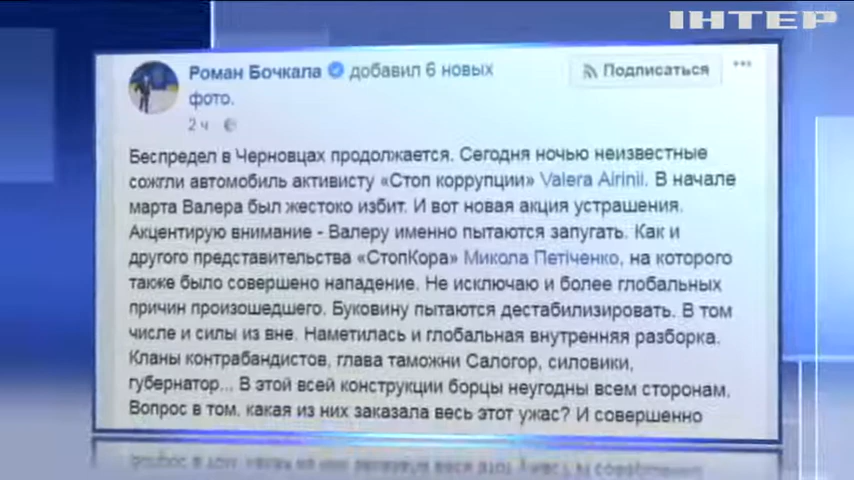 ІНТЕР
Роман Бочкала добавил 6 новых
фото.
Подписаться
2 ч
Беспредел в Черновцах продолжается. Сегодня ночью неизвестные
сожгли автомобиль активисту «Стоп коррупции» Valera Airinii. В начале
марта Валера был жестоко избит. И вот новая акция устрашения.
Акцентирую внимание - Валеру именно пытаются запугать. Как и
другого представительства «СтопКора» Микола Петіченко, на которого
также было совершено нападение. Не исключаю и более глобальных
причин произошедшего. Буковину пытаются дестабилизировать. В том
числе и силы из вне. Наметилась и глобальная внутренняя разборка.
Кланы контрабандистов, глава таможни Салогор, силовики,
губернатор... В этой всей конструкции борцы неугодны всем сторонам.
Вопрос в том, какая из них заказала весь этот ужас? И совершенно